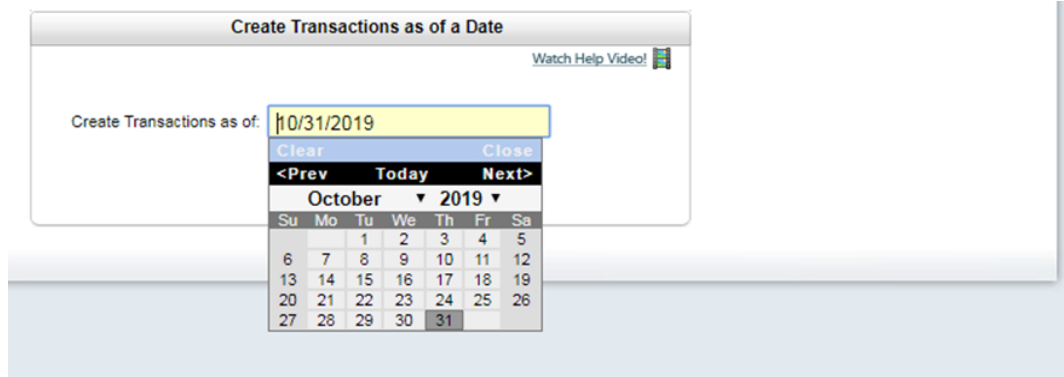 Create Transactions as of a Date
Watch Help Video!
Create Transactions as of: 10/31/2019
Clear Close
<Prev Today Next>
October ▼ 2019 ▼
Su Mo Tu We Th Fr Sa
1 2 3 4 5
6 7 8 9 10 11 12
13 14 15 16 17 18 19
20 21 22 23 24 25 26
27 28 29 30 31